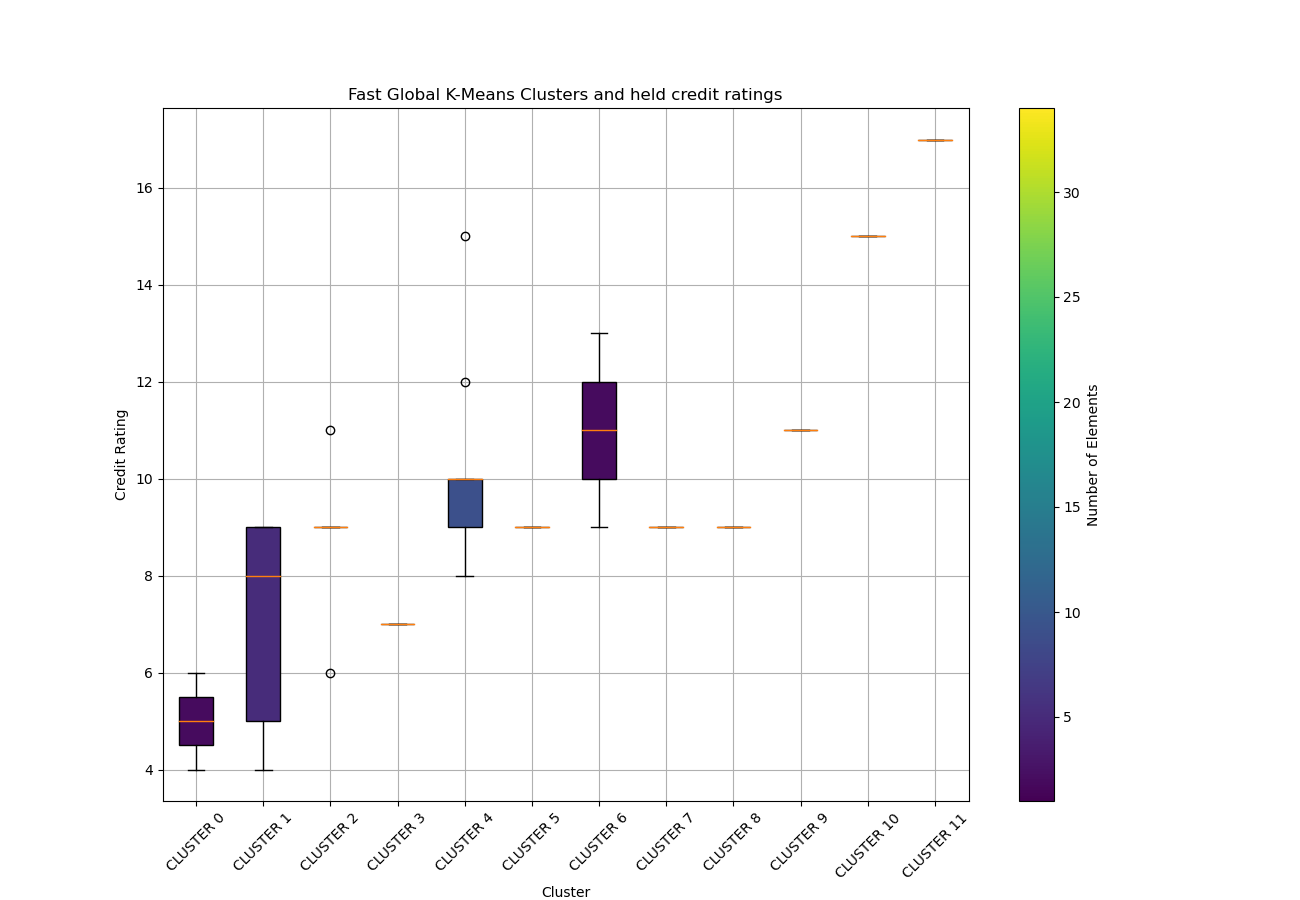 Fast Global K-Means Clusters and held credit ratings
Credit Rating
16
14
12
10
8
6
4
CLUSTER 0
CLUSTER 1
CLUSTER 2
CLUSTER 3
CLUSTER 4
CLUSTER 5
CLUSTER 6
CLUSTER 7
CLUSTER 8
CLUSTER 9
CLUSTER 10
CLUSTER 11
Cluster
30
25
20
15
10
5
Number of Elements